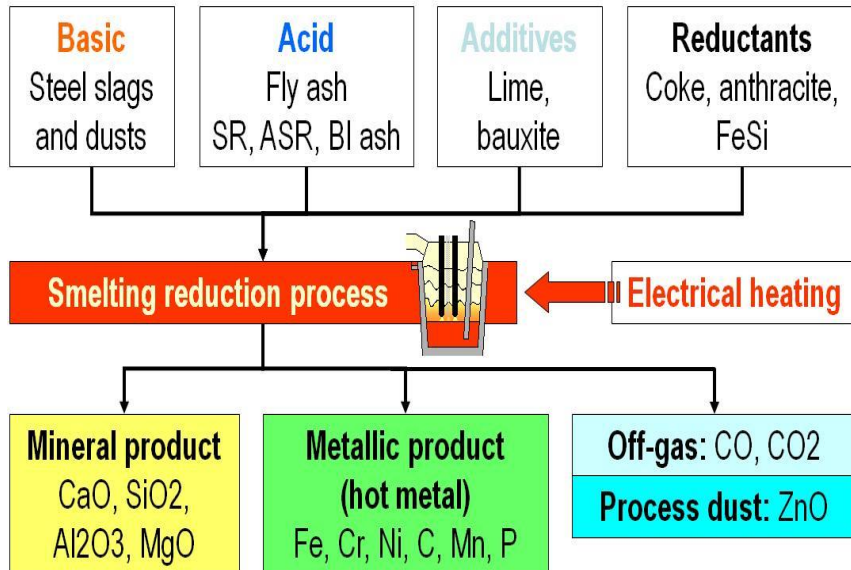 Basic
Steel slags
and dusts
Acid
Fly ash
SR, ASR, BI ash
Additives
Lime,
bauxite
Reductants
Coke, anthracite,
FeSi
Smelting reduction process
Electrical heating
Mineral product
CaO, SiO2,
Al2O3, MgO
Metallic product
(hot metal)
Fe, Cr, Ni, C, Mn, P
Off-gas: CO, CO2
Process dust: ZnO